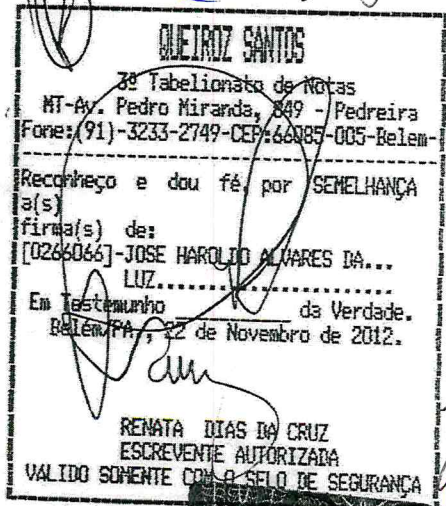 QUEIROZ SANTOS
3º Tabelionato de Notas
MT-Av. Pedro Miranda, 849 - Pedreira
Fone:(91)-3233-2749-CEP:66085-005-Belem-
Reconheço e dou fé, por SEMELHANÇA
a(s)
firma(s) de:
[0266066]-JOSE HAROLDO ALVARES DA...
LUZ..............................
Em Testemunho ____________ da Verdade.
Belém/PA, 22 de Novembro de 2012.
RENATA DIAS DA CRUZ
ESCREVENTE AUTORIZADA
VALIDO SOMENTE COM O SELO DE SEGURANÇA